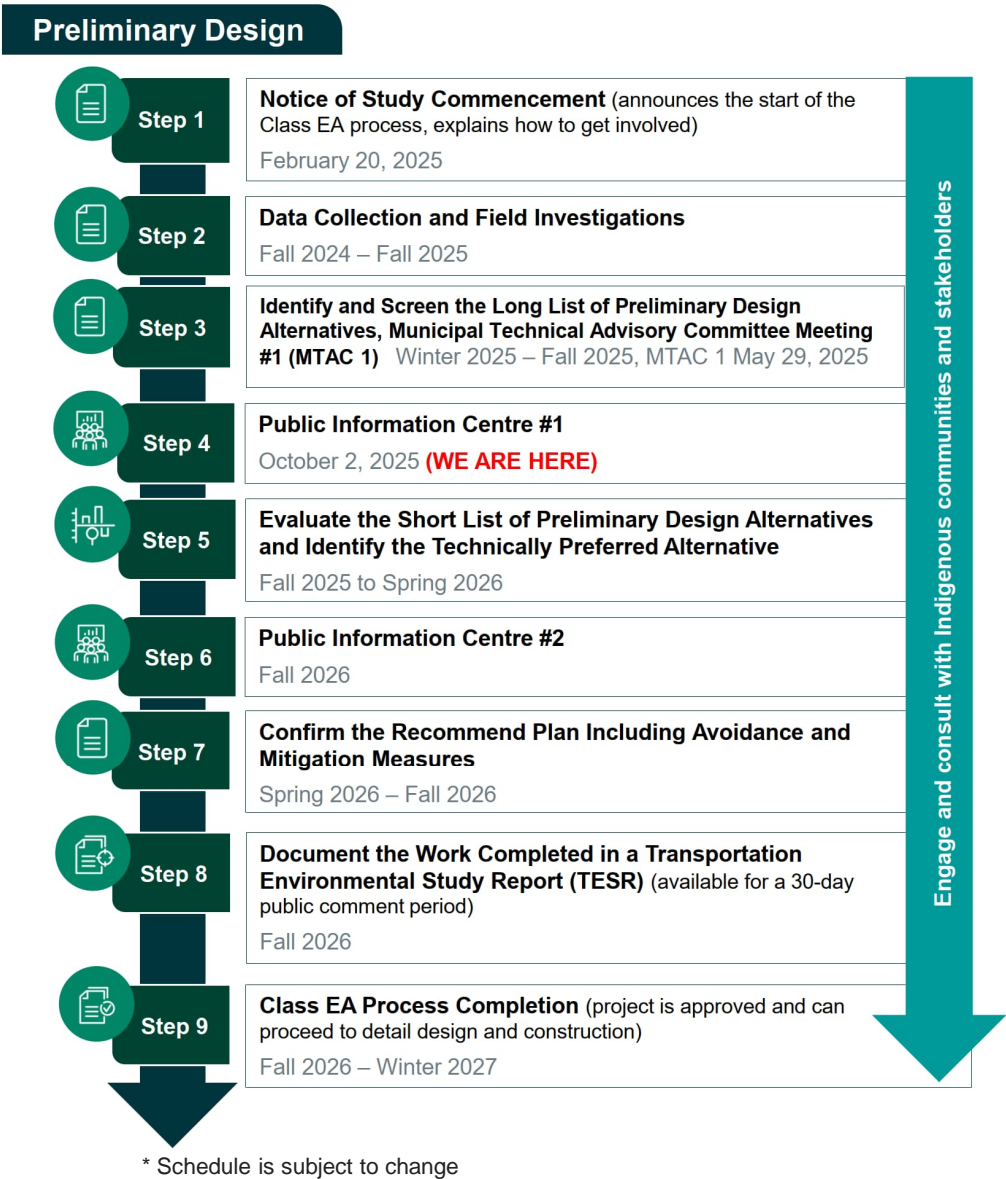 Preliminary Design
Step 1
Notice of Study Commencement (announces the start of the
Class EA process, explains how to get involved)
February 20, 2025
Step 2
Data Collection and Field Investigations
Fall 2024 – Fall 2025
Step 3
Identify and Screen the Long List of Preliminary Design
Alternatives, Municipal Technical Advisory Committee Meeting
#1 (MTAC 1) Winter 2025 – Fall 2025, MTAC 1 May 29, 2025
Step 4
Public Information Centre #1
October 2, 2025 (WE ARE HERE)
Step 5
Evaluate the Short List of Preliminary Design Alternatives
and Identify the Technically Preferred Alternative
Fall 2025 to Spring 2026
Step 6
Public Information Centre #2
Fall 2026
Step 7
Confirm the Recommend Plan Including Avoidance and
Mitigation Measures
Spring 2026 – Fall 2026
Step 8
Document the Work Completed in a Transportation
Environmental Study Report (TESR) (available for a 30-day
public comment period)
Fall 2026
Step 9
Class EA Process Completion (project is approved and can
proceed to detail design and construction)
Fall 2026 – Winter 2027
Engage and consult with Indigenous communities and stakeholders
* Schedule is subject to change